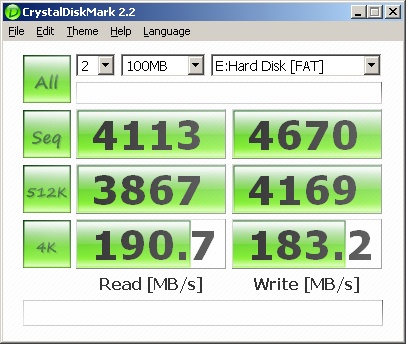 CrystalDiskMark 2.2
File Edit Theme Help Language
All 2 100MB E:Hard Disk [FAT]
Seq 4113 4670
512K 3867 4169
4K 190.7 183.2
Read [MB/s] Write [MB/s]